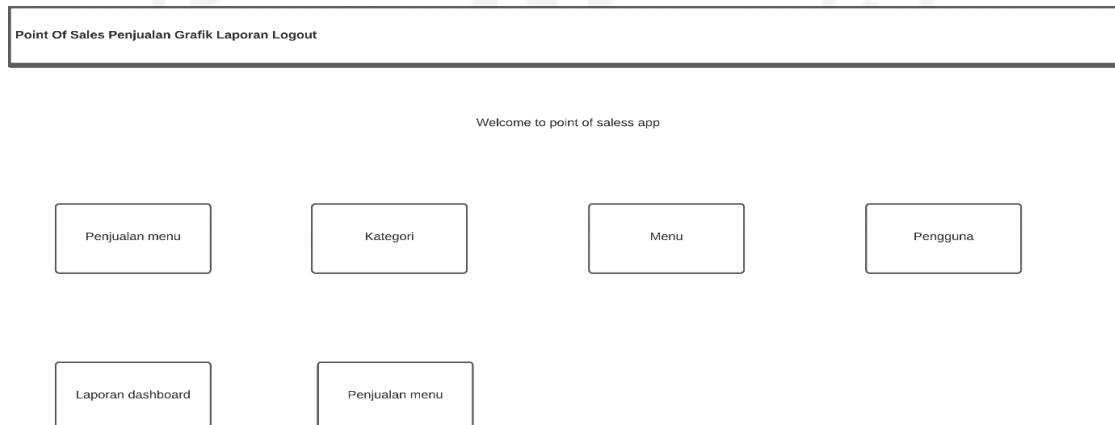 Point Of Sales Penjualan Grafik Laporan Logout
Welcome to point of saless app
Penjualan menu
Kategori
Menu
Pengguna
Laporan dashboard
Penjualan menu